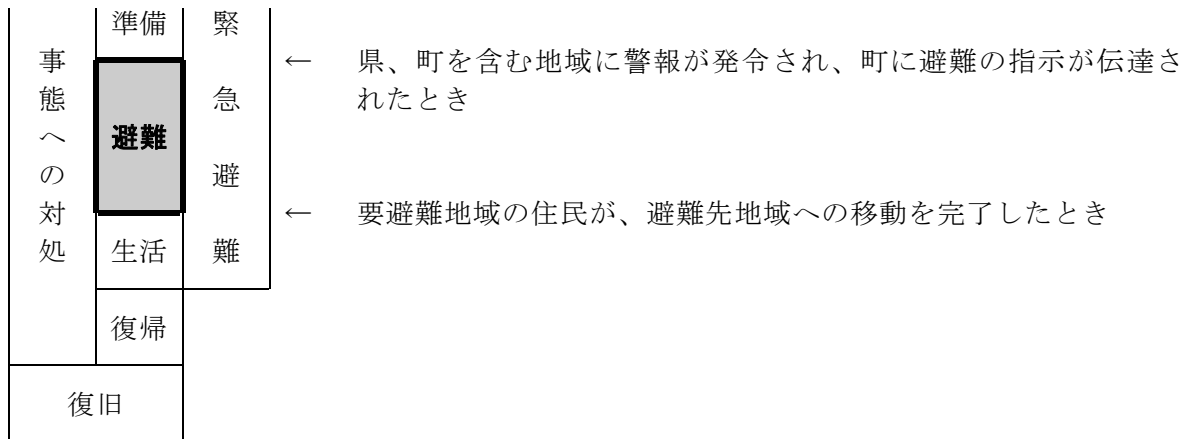 事態への対処
準備
避難
生活
復帰
復旧
緊急避難
← 県、町を含む地域に警報が発令され、町に避難の指示が伝達さ
れたとき
← 要避難地域の住民が、避難先地域への移動を完了したとき